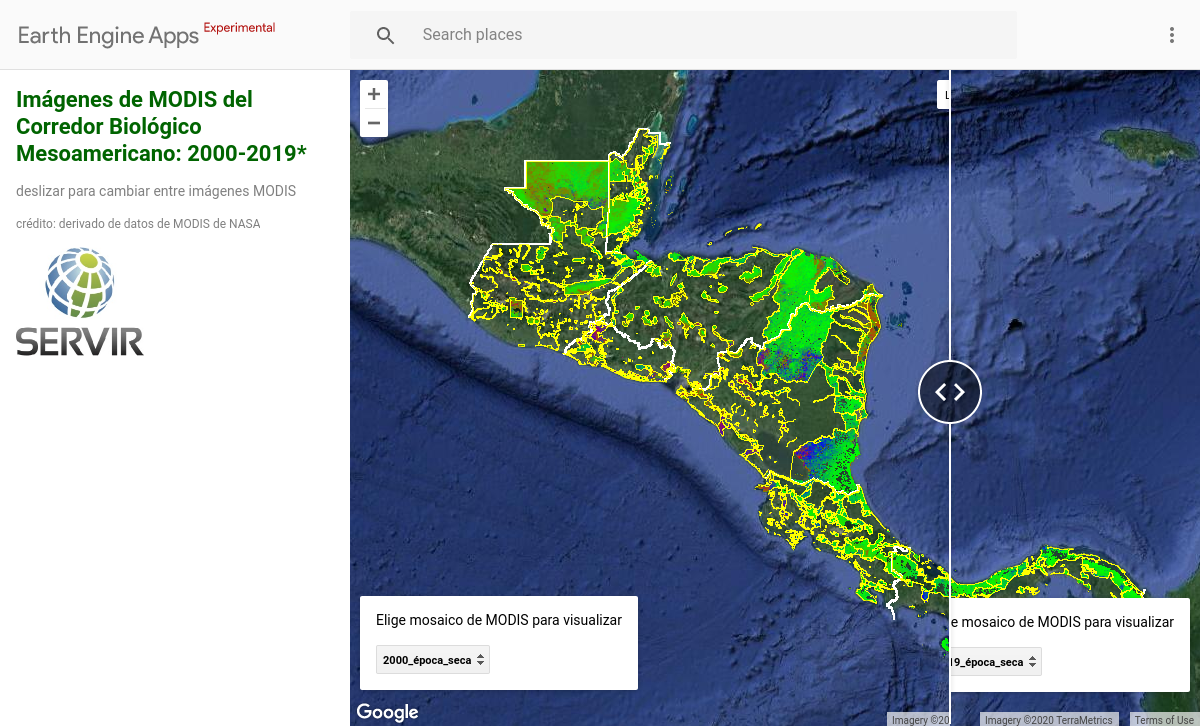 Earth Engine Apps Experimental
Search places
Imágenes de MODIS del
Corredor Biológico
Mesoamericano: 2000-2019*
deslizar para cambiar entre imágenes MODIS
crédito: derivado de datos de MODIS de NASA
SERVIR
Elige mosaico de MODIS para visualizar
2000_época_seca
e mosaico de MODIS para visualizar
19_época_seca
Google
Imagery ©20
Imagery ©2020 TerraMetrics
Terms of Use